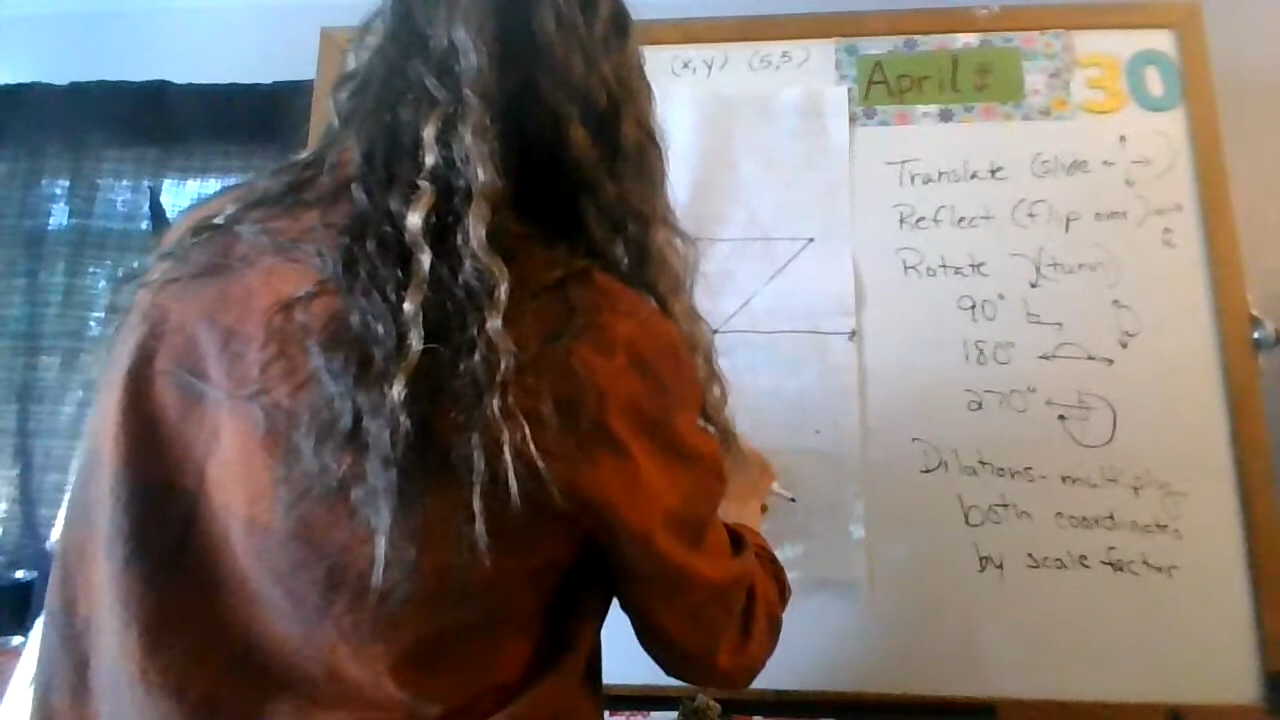 (x,y) (5,5)
April 30
Translate (slide
Reflect (flip over)
Rotate (turn)
90°
180°
270°
Dilations - multiplying
both coordinates
by scale factor